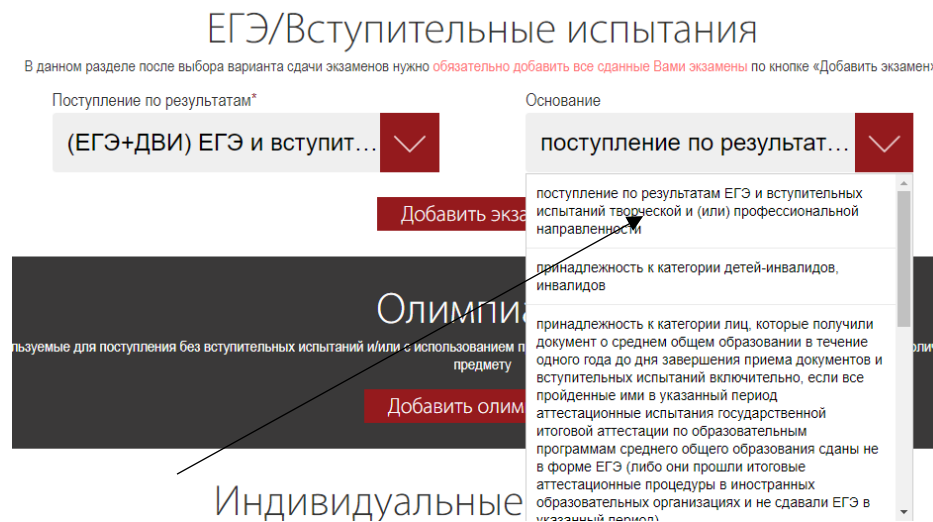 ЕГЭ/Вступительные испытания
В данном разделе после выбора варианта сдачи экзаменов нужно обязательно добавить все сданные Вами экзамены по кнопке «Добавить экзамен»
Поступление по результатам*
(ЕГЭ+ДВИ) ЕГЭ и вступит...
Основание
поступление по результат...
поступление по результатам ЕГЭ и вступительных
испытаний творческой и (или) профессиональной
направленности
принадлежность к категории детей-инвалидов,
инвалидов
принадлежность к категории лиц, которые получили
документ о среднем общем образовании в течение
одного года до дня завершения приема документов и
вступительных испытаний включительно, если все
пройденные ими в указанный период
аттестационные испытания государственной
итоговой аттестации по образовательным
программам среднего общего образования сданы не
в форме ЕГЭ (либо они прошли итоговые
аттестационные процедуры в иностранных
образовательных организациях и не сдавали ЕГЭ в
указанный период)
Добавить экза
Олимпиа
льзуемые для поступления без вступительных испытаний и/или с использованием п
предмету
Добавить олим
Индивидуальные